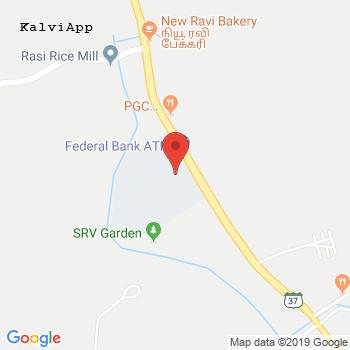 KalviApp
New Ravi Bakery
நியூ ரவி
பேக்கரி
Rasi Rice Mill
PGC...
Federal Bank ATM
SRV Garden
37
Google
Map data ©2019 Google